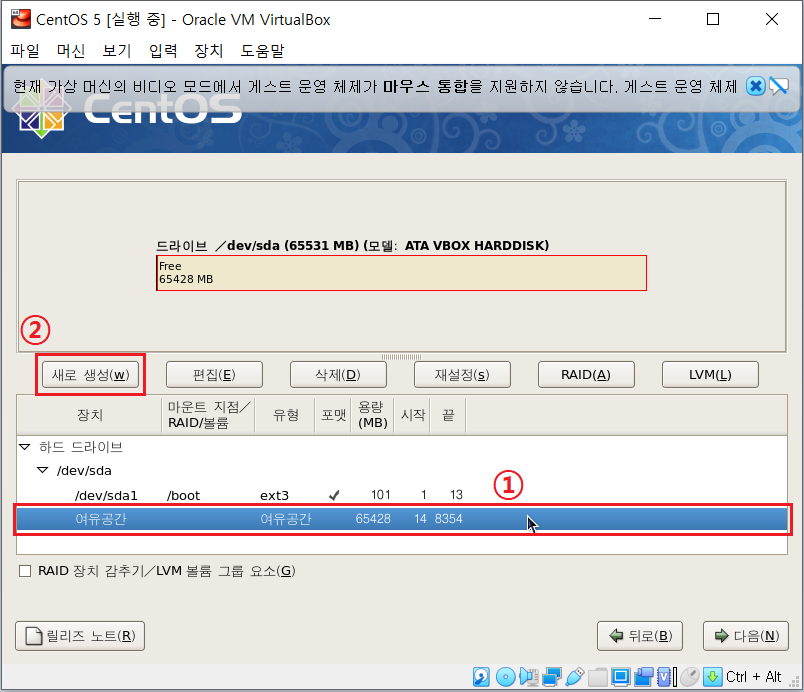 CentOS 5 [실행 중] - Oracle VM VirtualBox
파일 머신 보기 입력 장치 도움말
현재 가상 머신의 비디오 모드에서 게스트 운영 체제가 마우스 통합을 지원하지 않습니다. 게스트 운영 체제
CentOS
드라이브 /dev/sda (65531 MB) (모델: ATA VBOX HARDDISK)
Free
65428 MB
②
새로 생성(w) 편집(E) 삭제(D) 재설정(s) RAID(A) LVM(L)
장치 마운트 지점/ 유형 포맷 용량 시작 끝
RAID/볼륨 (MB)
하드 드라이브
/dev/sda
/dev/sda1 /boot ext3 ✔ 101 1 13
①
여유공간 여유공간 65428 14 8354
RAID 장치 감추기/LVM 볼륨 그룹 요소(G)
릴리즈 노트(R) 뒤로(B) 다음(N)
Ctrl + Alt